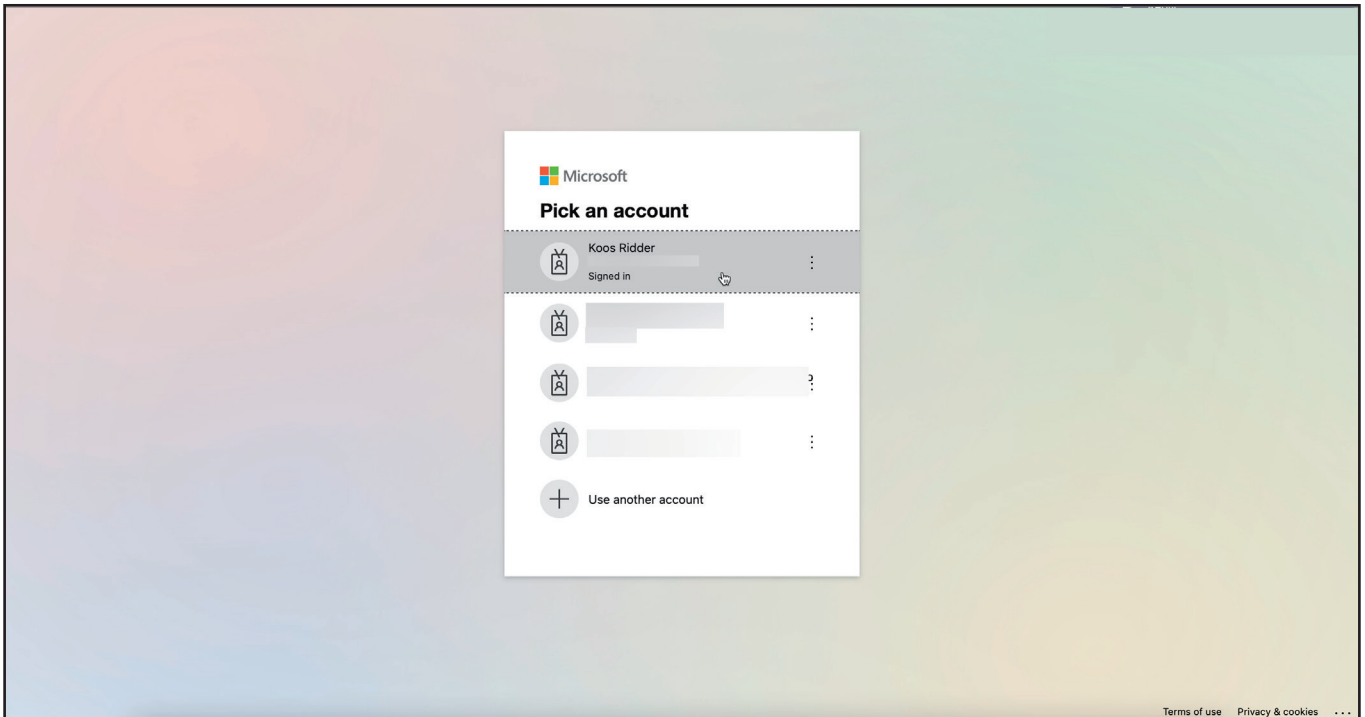 Microsoft
Pick an account
Koos Ridder
Signed in
Use another account
Terms of use Privacy & cookies ...